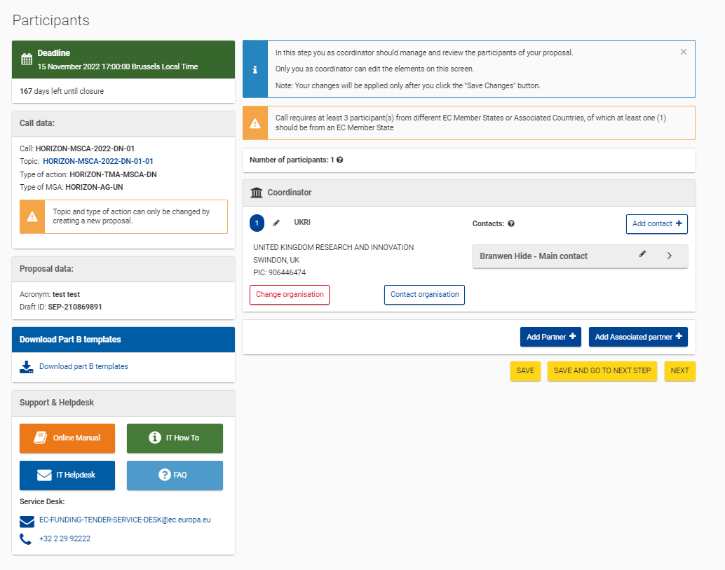 Participants
Deadline
15 November 2022 17:00:00 Brussels Local Time
167 days left until closure
Call data:
Call: HORIZON-MSCA-2022-DN-01
Topic: HORIZON-MSCA-2022-DN-01-01
Type of action: HORIZON-TMA-MSCA-DN
Type of MGA: HORIZON-AG-UN
Topic and type of action can only be changed by
creating a new proposal.
Proposal data:
Acronym: test test
Draft ID: SEP-210869891
Download Part B templates
Download part B templates
Support & Helpdesk
Online Manual
IT How To
IT Helpdesk
FAQ
Service Desk:
EC-FUNDING-TENDER-SERVICE-DESK@ec.europa.eu
+32 2 29 92222
In this step you as coordinator should manage and review the participants of your proposal.
Only you as coordinator can edit the elements on this screen.
Note: Your changes will be applied only after you click the "Save Changes" button.
Call requires at least 3 participant(s) from different EC Member States or Associated Countries, of which at least one (1)
should be from an EC Member State
Number of participants: 1
Coordinator
1 UKRI
UNITED KINGDOM RESEARCH AND INNOVATION
SWINDON, UK
PIC: 906446474
Change organisation
Contact organisation
Contacts:
Add contact +
Branwen Hide - Main contact
Add Partner +
Add Associated partner +
SAVE
SAVE AND GO TO NEXT STEP
NEXT